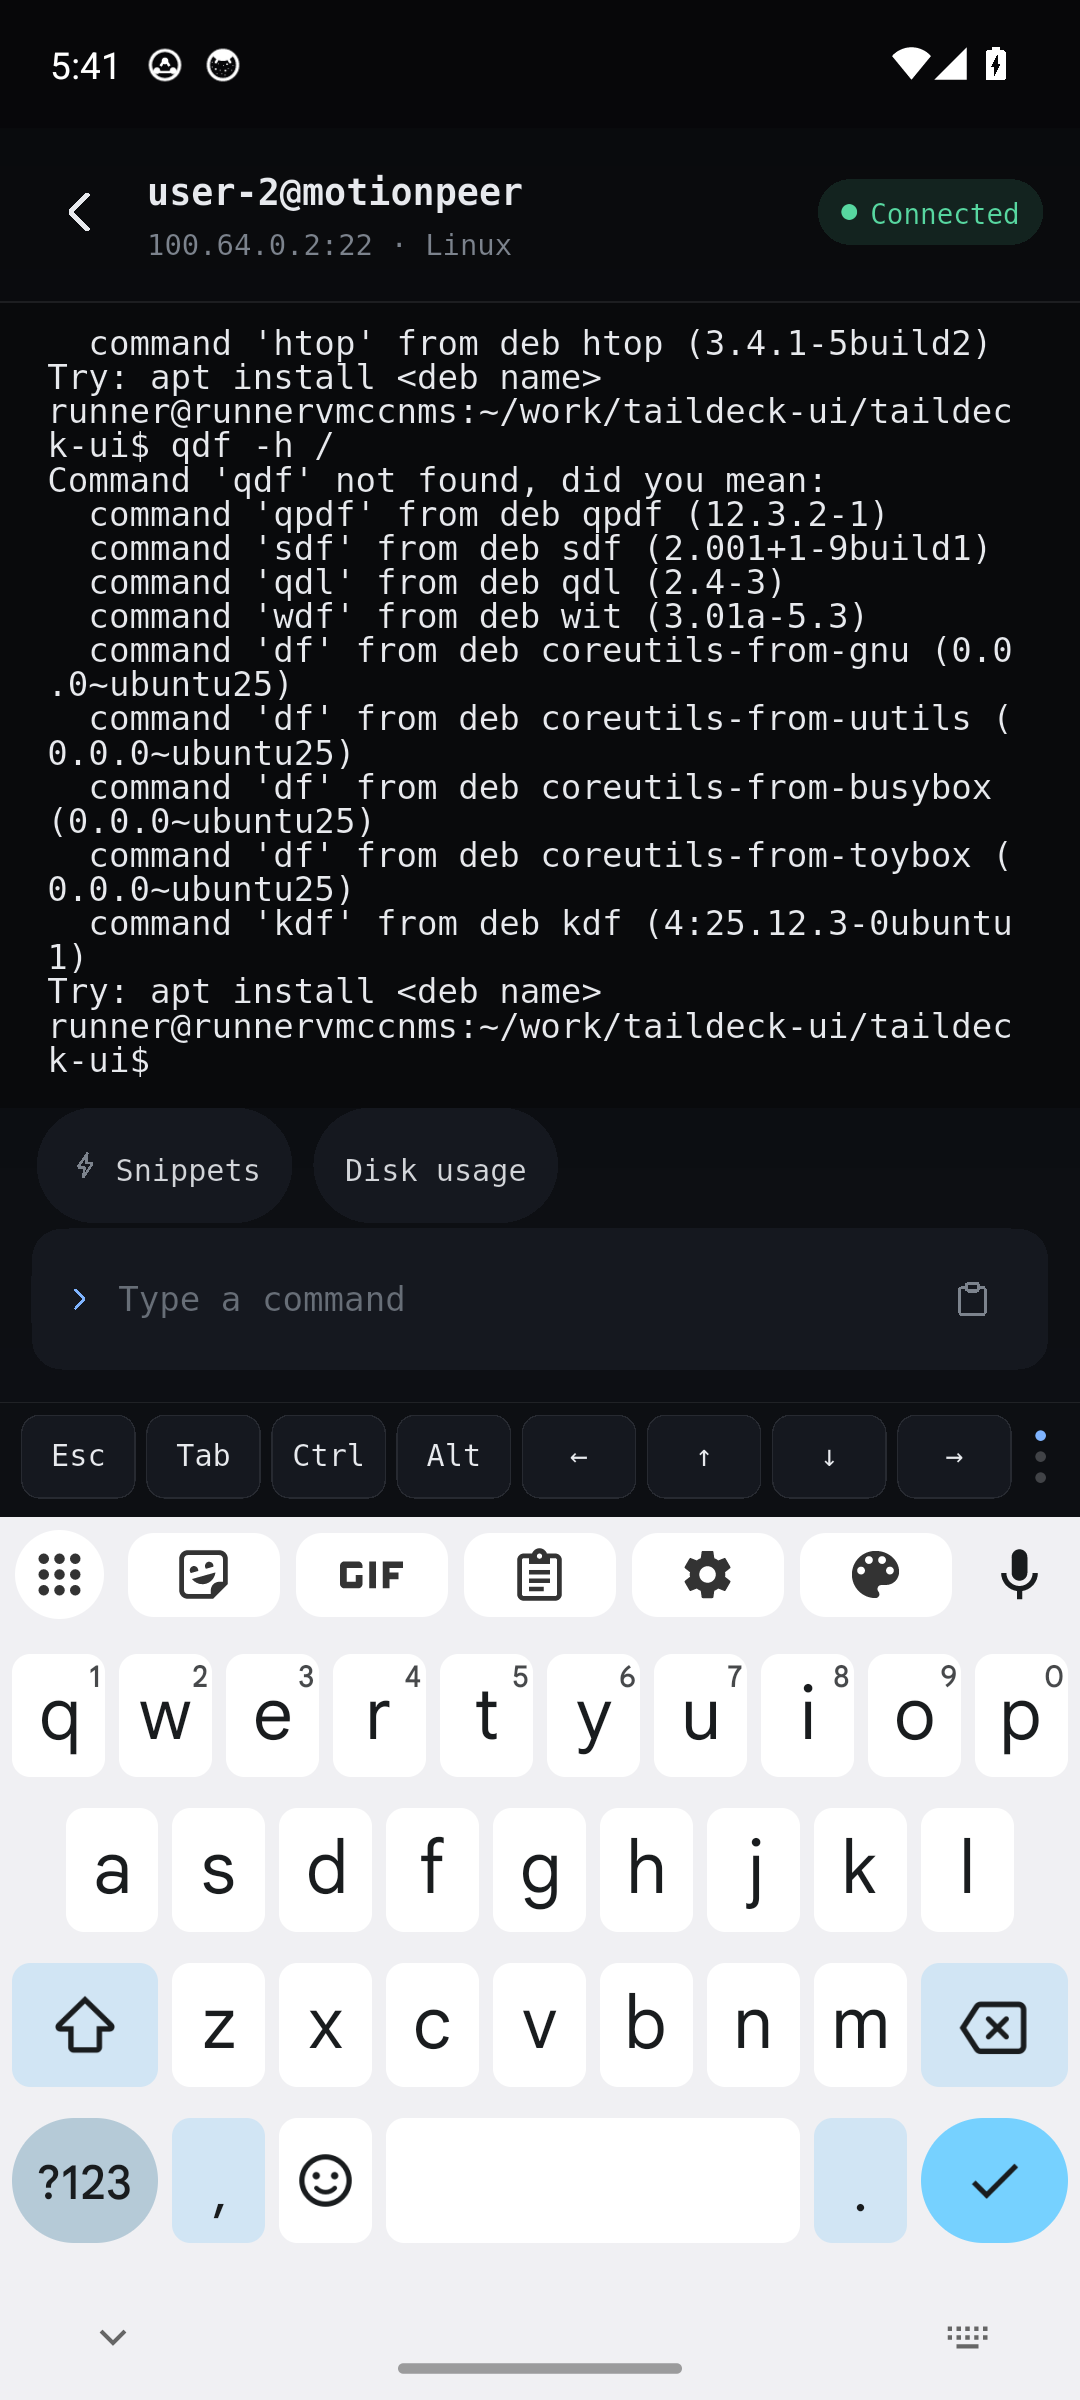 5:41
user-2@motionpeer
100.64.0.2:22 · Linux
Connected
  command 'htop' from deb htop (3.4.1-5build2)
Try: apt install <deb name>
runner@runnervmccnms:~/work/taildeck-ui/taildec
k-ui$ qdf -h /
Command 'qdf' not found, did you mean:
  command 'qpdf' from deb qpdf (12.3.2-1)
  command 'sdf' from deb sdf (2.001+1-9build1)
  command 'qdl' from deb qdl (2.4-3)
  command 'wdf' from deb wit (3.01a-5.3)
  command 'df' from deb coreutils-from-gnu (0.0
.0~ubuntu25)
  command 'df' from deb coreutils-from-uutils (
0.0.0~ubuntu25)
  command 'df' from deb coreutils-from-busybox
(0.0.0~ubuntu25)
  command 'df' from deb coreutils-from-toybox (
0.0.0~ubuntu25)
  command 'kdf' from deb kdf (4:25.12.3-0ubuntu
1)
Try: apt install <deb name>
runner@runnervmccnms:~/work/taildeck-ui/taildec
k-ui$
Snippets Disk usage
> Type a command
Esc Tab Ctrl Alt ← ↑ ↓ →
GIF
q 1 w 2 e 3 r 4 t 5 y 6 u 7 i 8 o 9 p 0
a s d f g h j k l
z x c v b n m
?123 , .